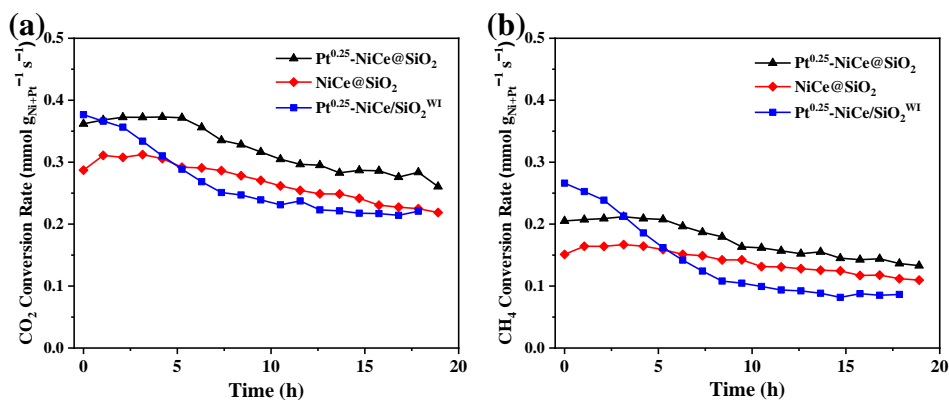 (a)
CO₂ Conversion Rate (mmol g_Ni+Pt⁻¹ s⁻¹)
0.5
0.4
0.3
0.2
0.1
0.0
Pt⁰·²⁵-NiCe@SiO₂
NiCe@SiO₂
Pt⁰·²⁵-NiCe/SiO₂ᵂᴵ
0 5 10 15 20
Time (h)
(b)
CH₄ Conversion Rate (mmol g_Ni+Pt⁻¹ s⁻¹)
0.5
0.4
0.3
0.2
0.1
0.0
Pt⁰·²⁵-NiCe@SiO₂
NiCe@SiO₂
Pt⁰·²⁵-NiCe/SiO₂ᵂᴵ
0 5 10 15 20
Time (h)